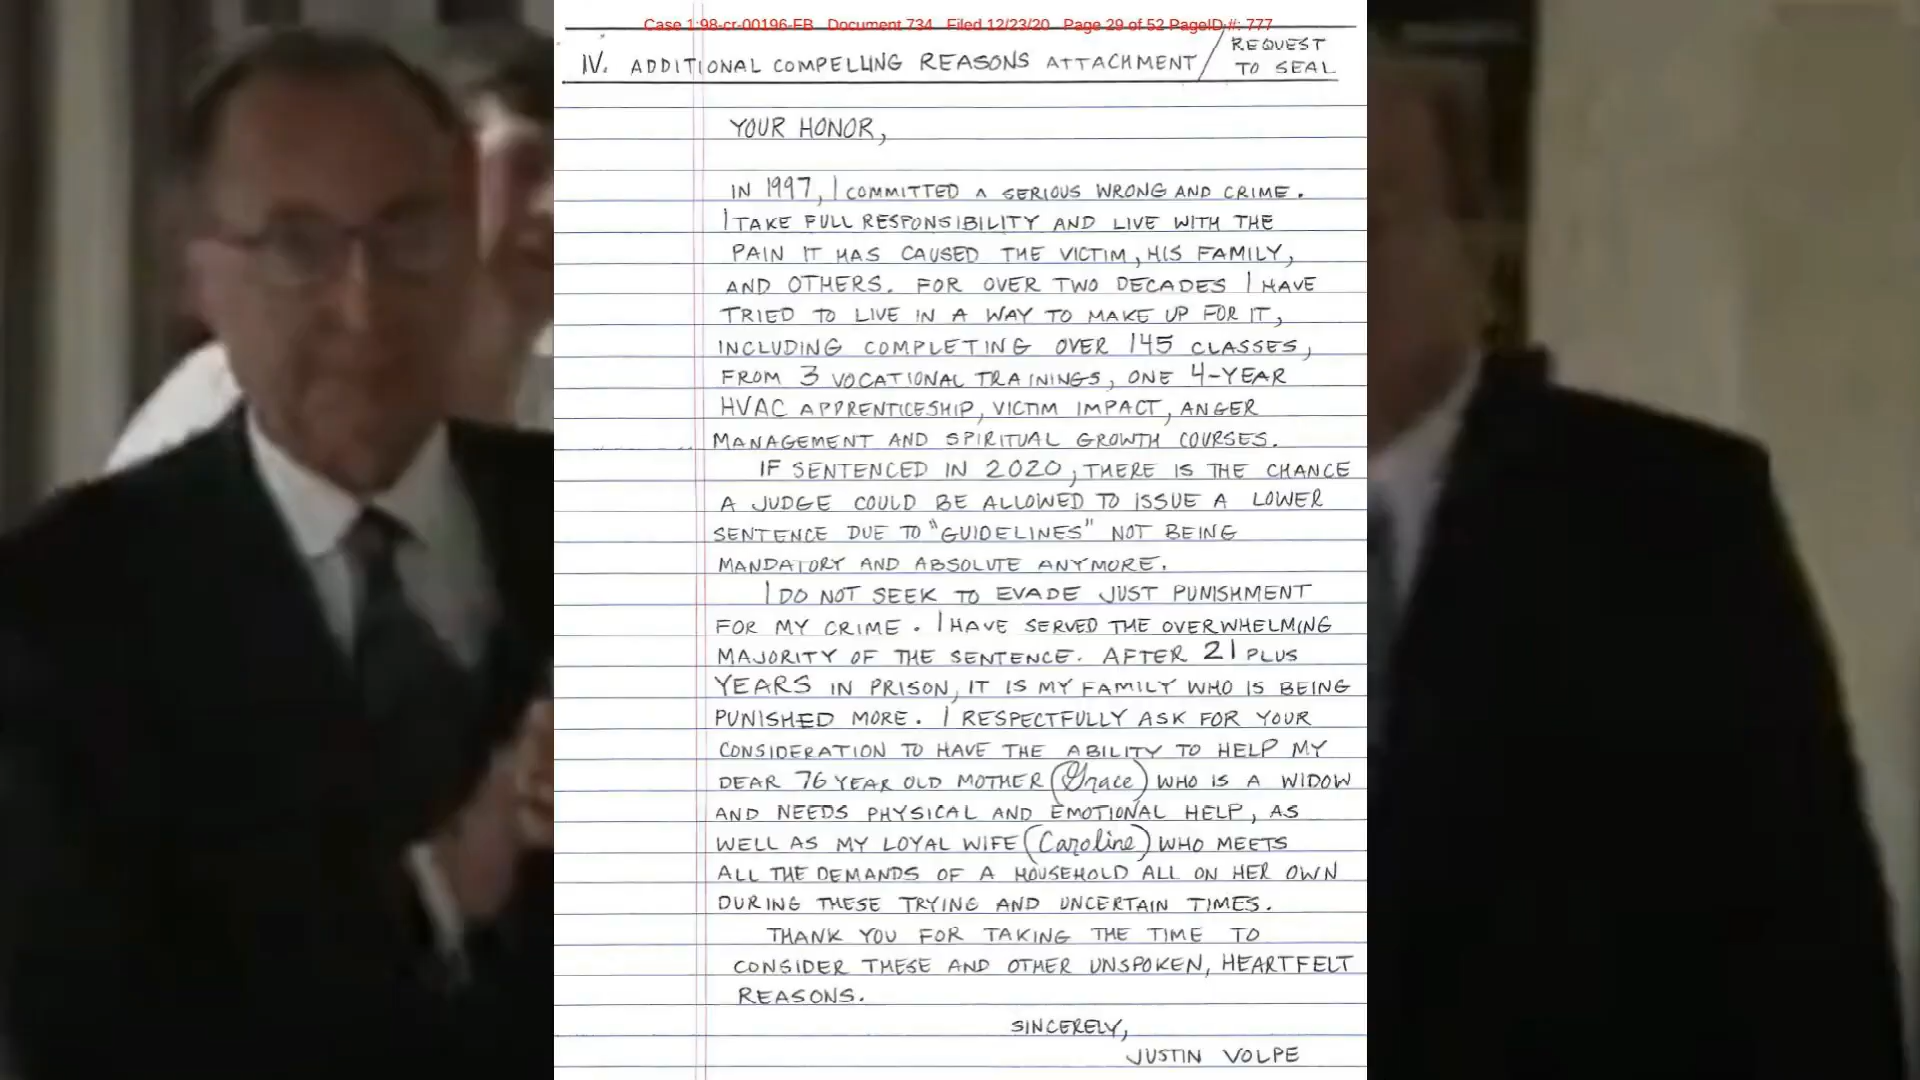 Case 1:98-cr-00196-FB Document 734 Filed 12/23/20 Page 29 of 52 PageID #: 777
IV. ADDITIONAL COMPELLING REASONS ATTACHMENT / REQUEST TO SEAL
YOUR HONOR,
IN 1997, I COMMITTED A SERIOUS WRONG AND CRIME.
I TAKE FULL RESPONSIBILITY AND LIVE WITH THE
PAIN IT HAS CAUSED THE VICTIM, HIS FAMILY,
AND OTHERS. FOR OVER TWO DECADES I HAVE
TRIED TO LIVE IN A WAY TO MAKE UP FOR IT,
INCLUDING COMPLETING OVER 145 CLASSES,
FROM 3 VOCATIONAL TRAININGS, ONE 4-YEAR
HVAC APPRENTICESHIP, VICTIM IMPACT, ANGER
MANAGEMENT AND SPIRITUAL GROWTH COURSES.
IF SENTENCED IN 2020, THERE IS THE CHANCE
A JUDGE COULD BE ALLOWED TO ISSUE A LOWER
SENTENCE DUE TO "GUIDELINES" NOT BEING
MANDATORY AND ABSOLUTE ANYMORE.
I DO NOT SEEK TO EVADE JUST PUNISHMENT
FOR MY CRIME. I HAVE SERVED THE OVERWHELMING
MAJORITY OF THE SENTENCE. AFTER 21 PLUS
YEARS IN PRISON, IT IS MY FAMILY WHO IS BEING
PUNISHED MORE. I RESPECTFULLY ASK FOR YOUR
CONSIDERATION TO HAVE THE ABILITY TO HELP MY
DEAR 76 YEAR OLD MOTHER (Grace) WHO IS A WIDOW
AND NEEDS PHYSICAL AND EMOTIONAL HELP, AS
WELL AS MY LOYAL WIFE (Caroline) WHO MEETS
ALL THE DEMANDS OF A HOUSEHOLD ALL ON HER OWN
DURING THESE TRYING AND UNCERTAIN TIMES.
THANK YOU FOR TAKING THE TIME TO
CONSIDER THESE AND OTHER UNSPOKEN, HEARTFELT
REASONS.
SINCERELY,
JUSTIN VOLPE